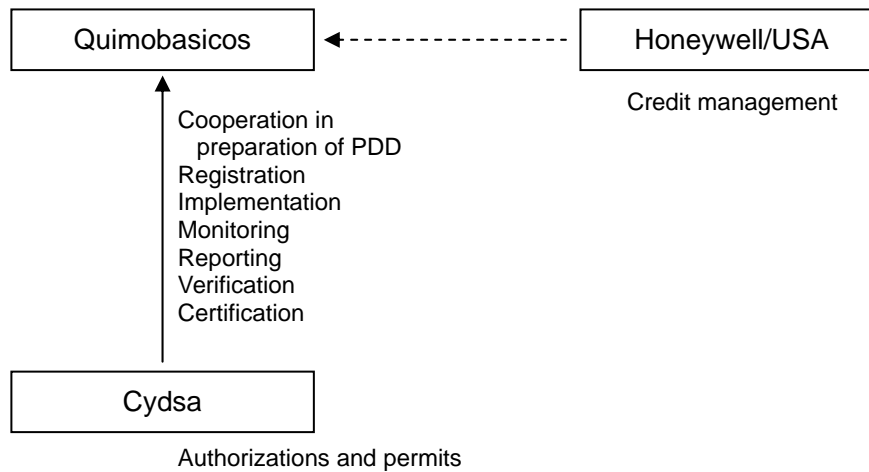 Quimobasicos
Honeywell/USA
Credit management
Cooperation in
preparation of PDD
Registration
Implementation
Monitoring
Reporting
Verification
Certification
Cydsa
Authorizations and permits